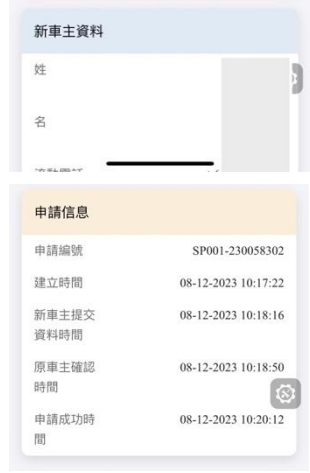 新車主資料
姓
名
申請信息
申請編號 SP001-230058302
建立時間 08-12-2023 10:17:22
新車主提交 08-12-2023 10:18:16
資料時間
原車主確認 08-12-2023 10:18:50
時間
申請成功時 08-12-2023 10:20:12
間